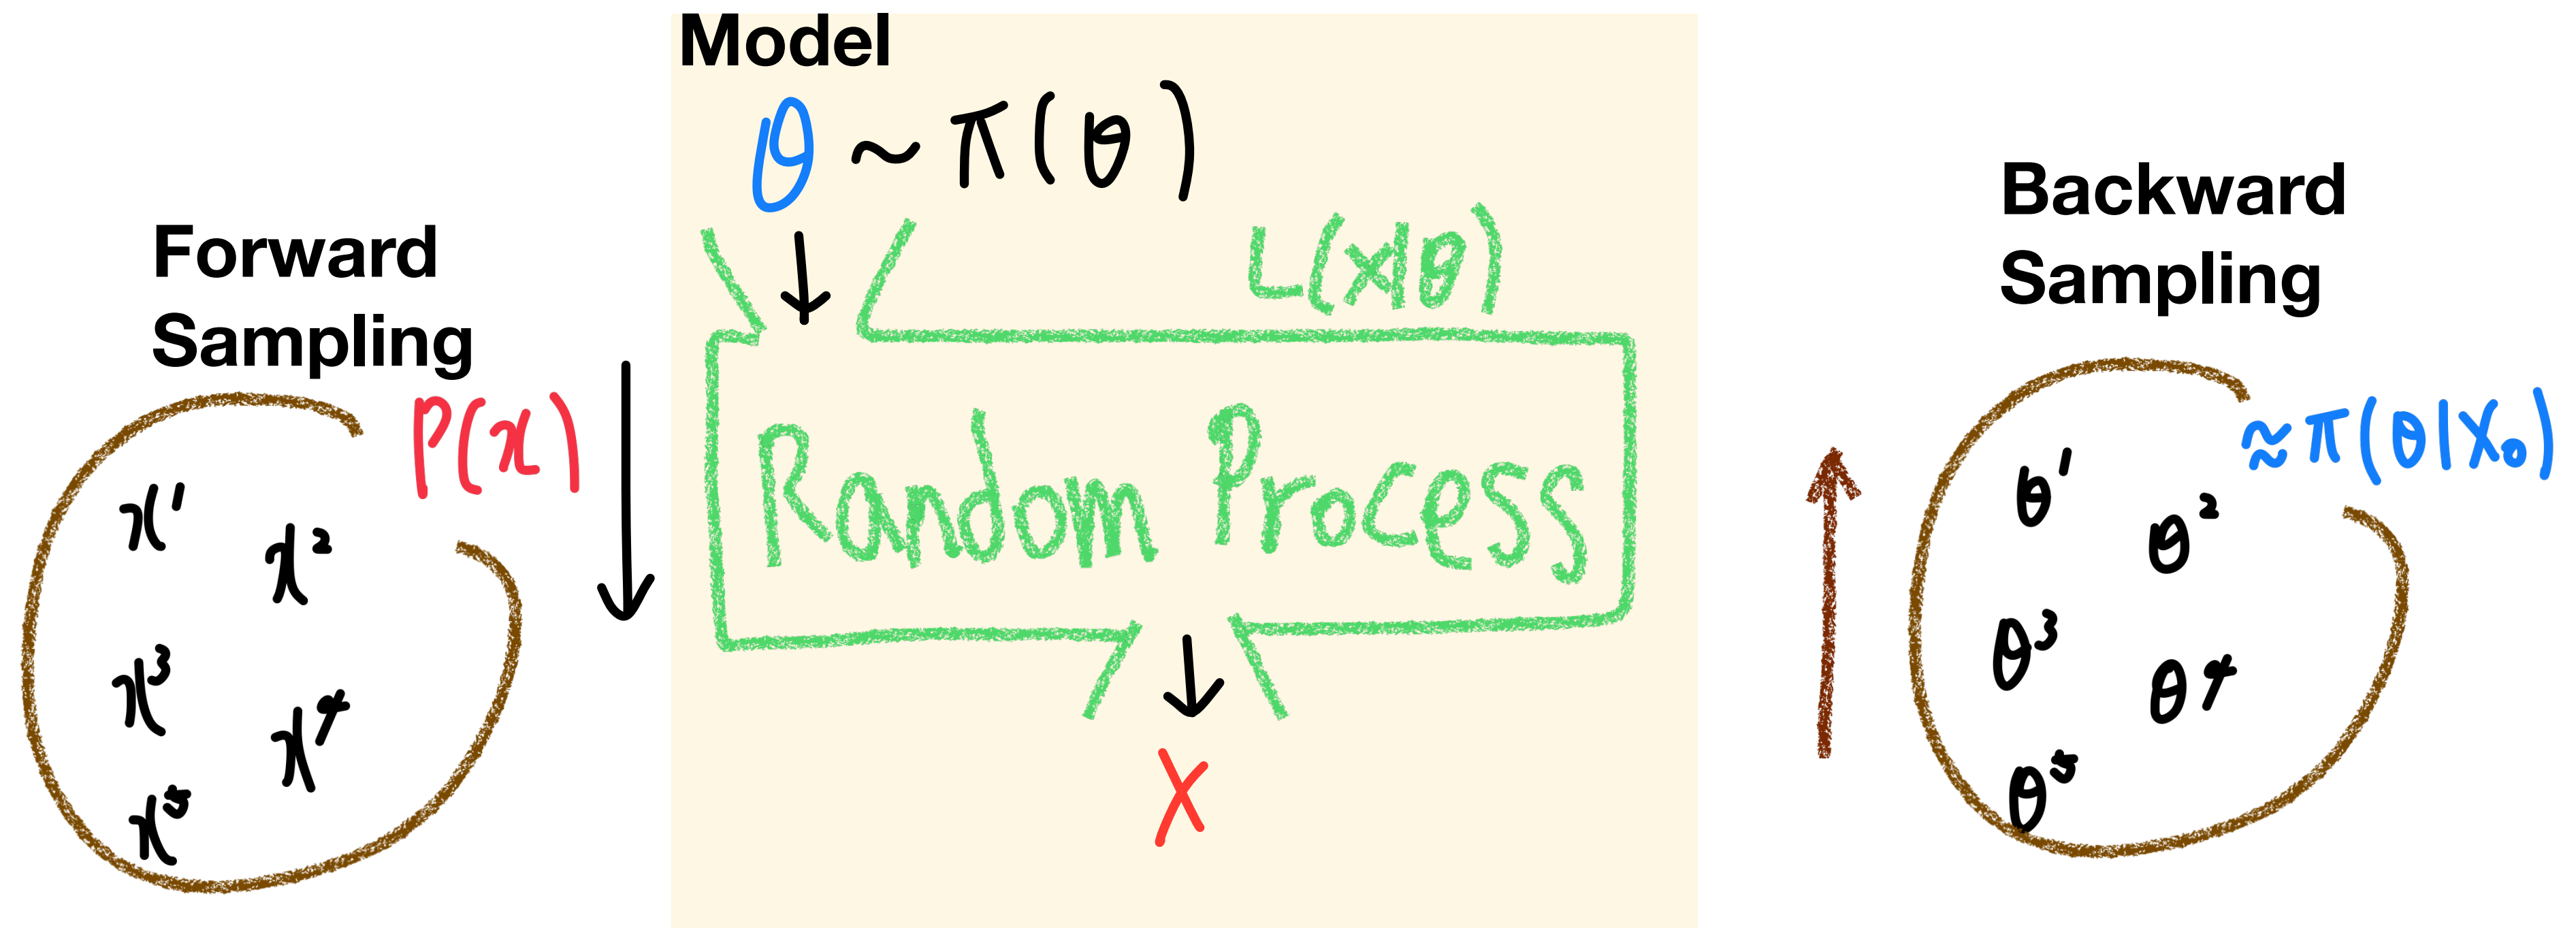 Forward
Sampling
P(x)
x¹
x²
x³
x⁴
x⁵
Model
θ ~ π(θ)
L(x|θ)
Random Process
X
Backward
Sampling
≈ π(θ|X₀)
θ¹
θ²
θ³
θ⁴
θ⁵